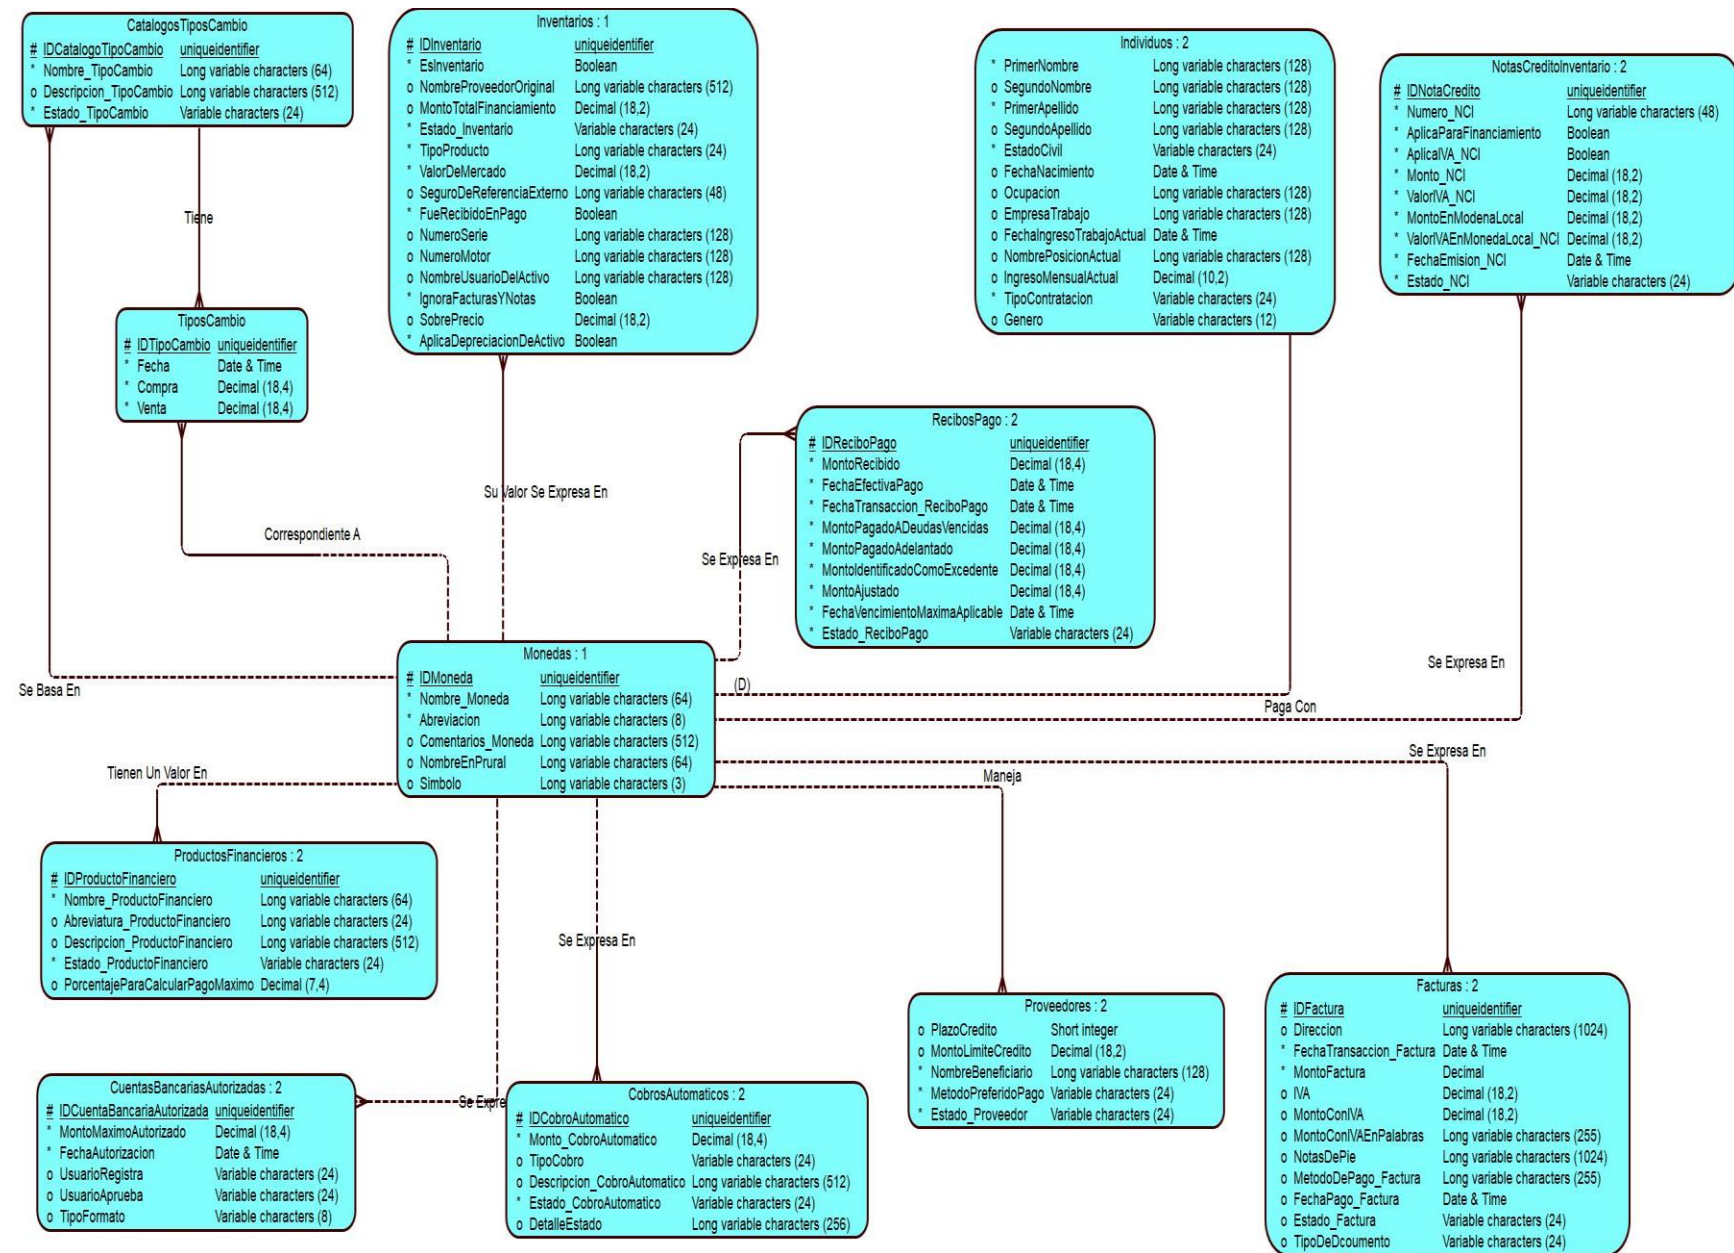 CatalogosTiposCambio
# IDCatalogoTipoCambio uniqueidentifier
* Nombre_TipoCambio Long variable characters (64)
o Descripcion_TipoCambio Long variable characters (512)
* Estado_TipoCambio Variable characters (24)
Inventarios : 1
# IDInventario uniqueidentifier
* EsInventario Boolean
o NombreProveedorOriginal Long variable characters (512)
o MontoTotalFinanciamiento Decimal (18,2)
* Estado_Inventario Variable characters (24)
* TipoProducto Long variable characters (24)
* ValorDeMercado Decimal (18,2)
o SeguroDeReferenciaExterno Long variable characters (48)
* FueRecibidoEnPago Boolean
o NumeroSerie Long variable characters (128)
o NumeroMotor Long variable characters (128)
o NombreUsuarioDelActivo Long variable characters (128)
* IgnoraFacturasYNotas Boolean
o SobrePrecio Decimal (18,2)
* AplicaDepreciacionDeActivo Boolean
Individuos : 2
* PrimerNombre Long variable characters (128)
o SegundoNombre Long variable characters (128)
* PrimerApellido Long variable characters (128)
o SegundoApellido Long variable characters (128)
* EstadoCivil Variable characters (24)
o FechaNacimiento Date & Time
o Ocupacion Long variable characters (128)
o EmpresaTrabajo Long variable characters (128)
o FechaIngresoTrabajoActual Date & Time
o NombrePosicionActual Long variable characters (128)
o IngresoMensualActual Decimal (10,2)
* TipoContratacion Variable characters (24)
o Genero Variable characters (12)
NotasCreditoInventario : 2
# IDNotaCredito uniqueidentifier
* Numero_NCI Long variable characters (48)
* AplicaParaFinanciamiento Boolean
* AplicaIVA_NCI Boolean
* Monto_NCI Decimal (18,2)
* ValorIVA_NCI Decimal (18,2)
* MontoEnModenaLocal Decimal (18,2)
* ValorIVAEnMonedaLocal_NCI Decimal (18,2)
* FechaEmision_NCI Date & Time
* Estado_NCI Variable characters (24)
Tiene
TiposCambio
# IDTipoCambio uniqueidentifier
* Fecha Date & Time
* Compra Decimal (18,4)
* Venta Decimal (18,4)
RecibosPago : 2
# IDReciboPago uniqueidentifier
* MontoRecibido Decimal (18,4)
* FechaEfectivaPago Date & Time
* FechaTransaccion_ReciboPago Date & Time
* MontoPagadoADeudasVencidas Decimal (18,4)
* MontoPagadoAdelantado Decimal (18,4)
* MontoIdentificadoComoExcedente Decimal (18,4)
* MontoAjustado Decimal (18,4)
* FechaVencimientoMaximaAplicable Date & Time
* Estado_ReciboPago Variable characters (24)
Su Valor Se Expresa En
Correspondiente A
Se Expresa En
Se Expresa En
Se Basa En
Monedas : 1
# IDMoneda uniqueidentifier
* Nombre_Moneda Long variable characters (64)
* Abreviacion Long variable characters (8)
o Comentarios_Moneda Long variable characters (512)
o NombreEnPrural Long variable characters (64)
o Simbolo Long variable characters (3)
(D)
Paga Con
Se Expresa En
Maneja
Tienen Un Valor En
ProductosFinancieros : 2
# IDProductoFinanciero uniqueidentifier
* Nombre_ProductoFinanciero Long variable characters (64)
o Abreviatura_ProductoFinanciero Long variable characters (24)
o Descripcion_ProductoFinanciero Long variable characters (512)
* Estado_ProductoFinanciero Variable characters (24)
o PorcentajeParaCalcularPagoMaximo Decimal (7,4)
Se Expresa En
CuentasBancariasAutorizadas : 2
# IDCuentaBancariaAutorizada uniqueidentifier
* MontoMaximoAutorizado Decimal (18,4)
* FechaAutorizacion Date & Time
o UsuarioRegistra Variable characters (24)
o UsuarioAprueba Variable characters (24)
o TipoFormato Variable characters (8)
Se Expre
CobrosAutomaticos : 2
# IDCobroAutomatico uniqueidentifier
* Monto_CobroAutomatico Decimal (18,4)
o TipoCobro Variable characters (24)
o Descripcion_CobroAutomatico Long variable characters (512)
* Estado_CobroAutomatico Variable characters (24)
o DetalleEstado Long variable characters (256)
Proveedores : 2
o PlazoCredito Short integer
o MontoLimiteCredito Decimal (18,2)
* NombreBeneficiario Long variable characters (128)
* MetodoPreferidoPago Variable characters (24)
* Estado_Proveedor Variable characters (24)
Facturas : 2
# IDFactura uniqueidentifier
o Direccion Long variable characters (1024)
* FechaTransaccion_Factura Date & Time
* MontoFactura Decimal
o IVA Decimal (18,2)
o MontoConIVA Decimal (18,2)
o MontoConIVAEnPalabras Long variable characters (255)
o NotasDePie Long variable characters (1024)
o MetodoDePago_Factura Long variable characters (255)
o FechaPago_Factura Date & Time
o Estado_Factura Variable characters (24)
o TipoDeDcoumento Variable characters (24)